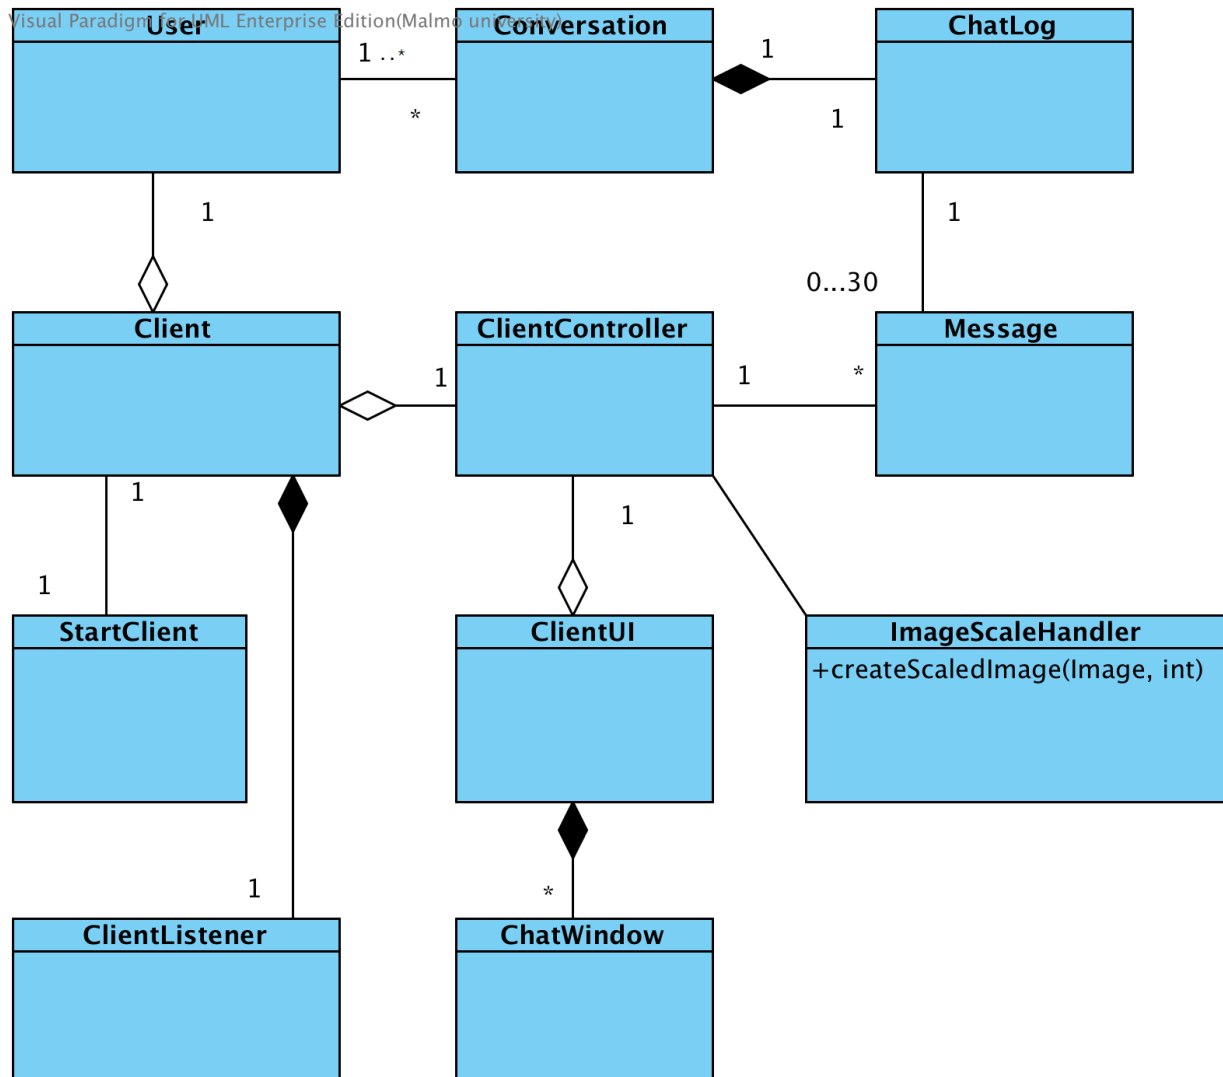 Visual Paradigm for UML Enterprise Edition(Malmo university)
User
Conversation
ChatLog
1 ..*
*
1
1
1
1
0...30
Client
ClientController
Message
1
1
*
1
1
1
StartClient
ClientUI
ImageScaleHandler
+createScaledImage(Image, int)
1
*
ClientListener
ChatWindow